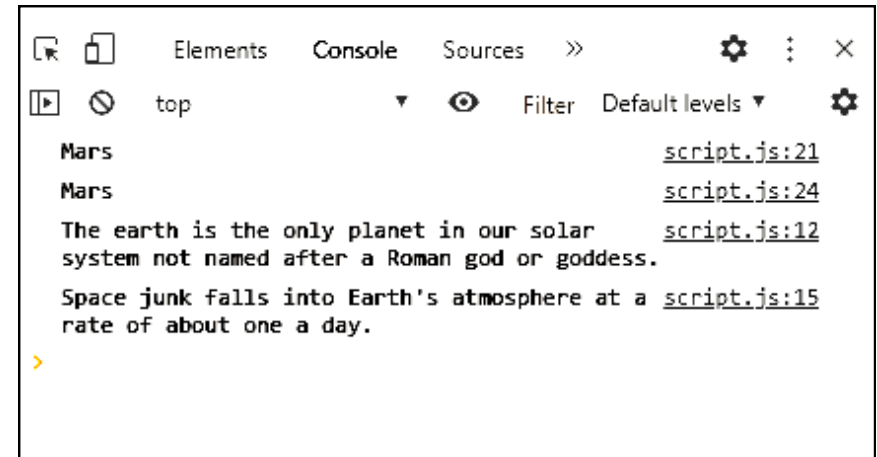 Elements Console Sources »
top Filter Default levels ▼
Mars script.js:21
Mars script.js:24
The earth is the only planet in our solar script.js:12
system not named after a Roman god or goddess.
Space junk falls into Earth's atmosphere at a script.js:15
rate of about one a day.
>